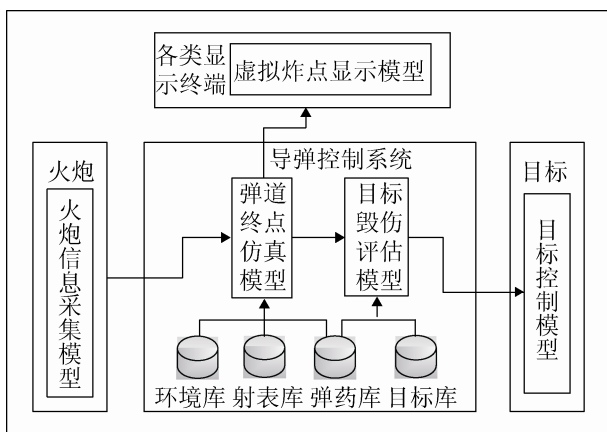 各类显
示终端
虚拟炸点显示模型
导弹控制系统
火炮
火炮信息采集模型
弹道
终点
仿真
模型
目标
毁伤
评估
模型
目标
目标控制模型
环境库
射表库
弹药库
目标库